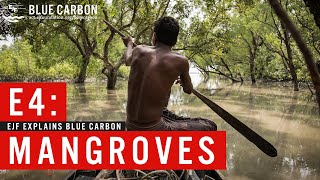 BLUE CARBON
E4:
EJF EXPLAINS BLUE CARBON
MANGROVES